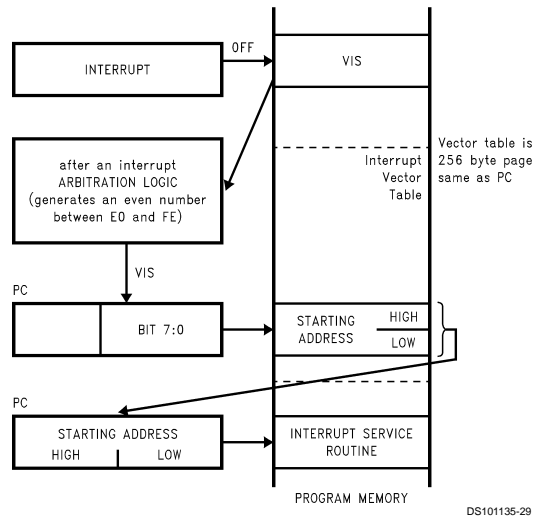 INTERRUPT
OFF
VIS
after an interrupt
ARBITRATION LOGIC
(generates an even number
between E0 and FE)
Interrupt
Vector
Table
Vector table is
256 byte page
same as PC
VIS
PC
BIT 7:0
STARTING
ADDRESS
HIGH
LOW
PC
STARTING ADDRESS
HIGH
LOW
INTERRUPT SERVICE
ROUTINE
PROGRAM MEMORY
DS101135-29